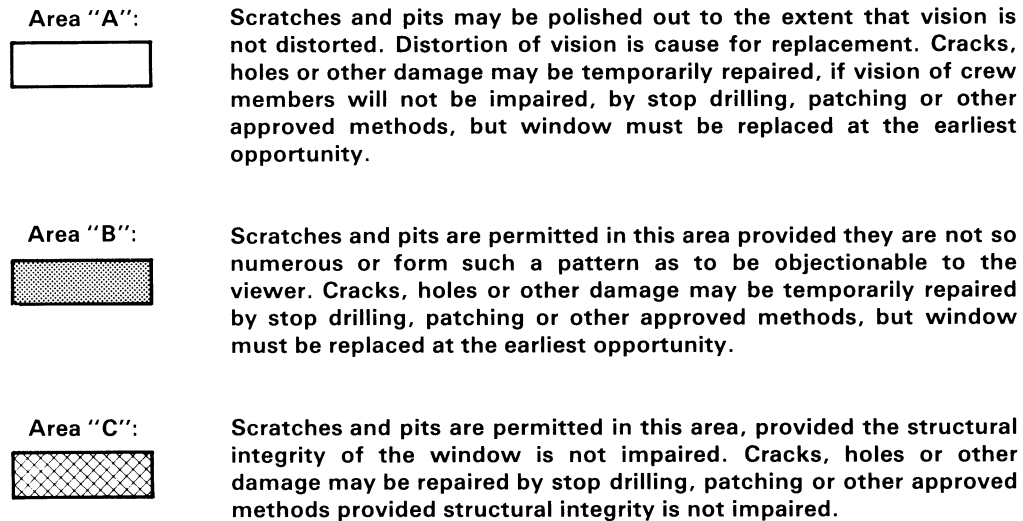 Area "A":
Scratches and pits may be polished out to the extent that vision is
not distorted. Distortion of vision is cause for replacement. Cracks,
holes or other damage may be temporarily repaired, if vision of crew
members will not be impaired, by stop drilling, patching or other
approved methods, but window must be replaced at the earliest
opportunity.
Area "B":
Scratches and pits are permitted in this area provided they are not so
numerous or form such a pattern as to be objectionable to the
viewer. Cracks, holes or other damage may be temporarily repaired
by stop drilling, patching or other approved methods, but window
must be replaced at the earliest opportunity.
Area "C":
Scratches and pits are permitted in this area, provided the structural
integrity of the window is not impaired. Cracks, holes or other
damage may be repaired by stop drilling, patching or other approved
methods provided structural integrity is not impaired.